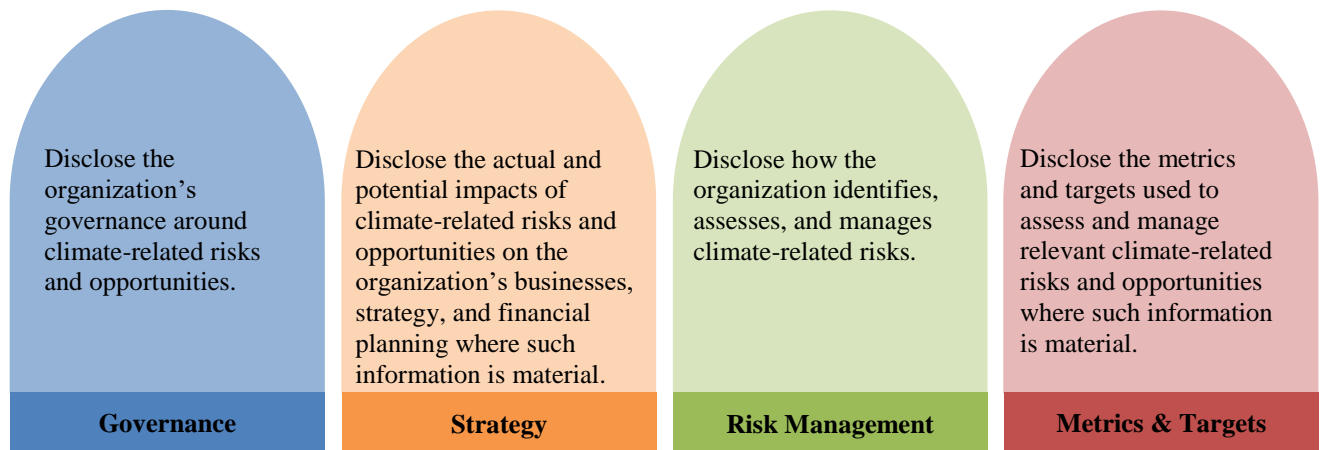 Disclose the
organization’s
governance around
climate-related risks
and opportunities.
Governance
Disclose the actual and
potential impacts of
climate-related risks and
opportunities on the
organization’s businesses,
strategy, and financial
planning where such
information is material.
Strategy
Disclose how the
organization identifies,
assesses, and manages
climate-related risks.
Risk Management
Disclose the metrics
and targets used to
assess and manage
relevant climate-related
risks and opportunities
where such information
is material.
Metrics & Targets